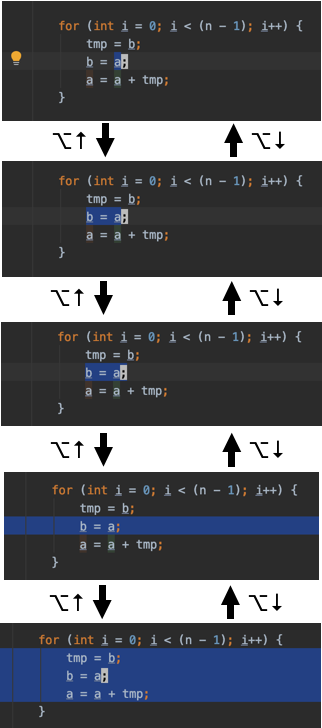 for (int i = 0; i < (n - 1); i++) {
tmp = b;
b = a;
a = a + tmp;
}
⌥↑ ⌥↓
for (int i = 0; i < (n - 1); i++) {
tmp = b;
b = a;
a = a + tmp;
}
⌥↑ ⌥↓
for (int i = 0; i < (n - 1); i++) {
tmp = b;
b = a;
a = a + tmp;
}
⌥↑ ⌥↓
for (int i = 0; i < (n - 1); i++) {
tmp = b;
b = a;
a = a + tmp;
}
⌥↑ ⌥↓
for (int i = 0; i < (n - 1); i++) {
tmp = b;
b = a;
a = a + tmp;
}